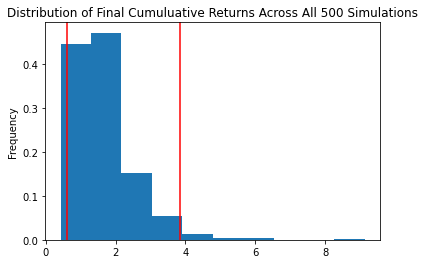 Distribution of Final Cumuluative Returns Across All 500 Simulations
Frequency
0.4
0.3
0.2
0.1
0.0
0 2 4 6 8